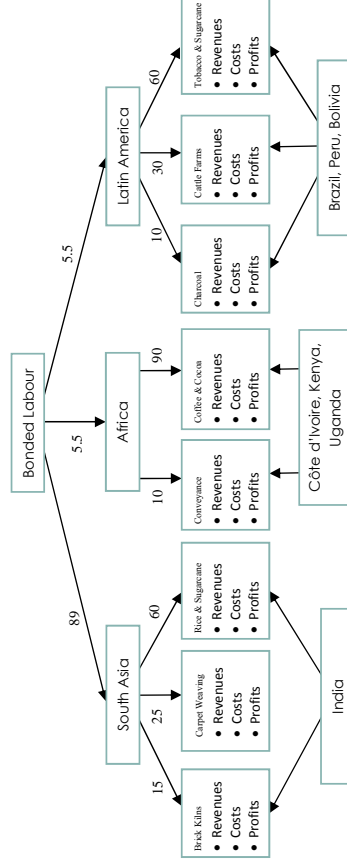 Bonded Labour
89
5.5
5.5
South Asia
Africa
Latin America
15
25
60
10
90
10
30
60
Brick Kilns
• Revenues
• Costs
• Profits
Carpet Weaving
• Revenues
• Costs
• Profits
Rice & Sugarcane
• Revenues
• Costs
• Profits
Conveyance
• Revenues
• Costs
• Profits
Coffee & Cocoa
• Revenues
• Costs
• Profits
Charcoal
• Revenues
• Costs
• Profits
Cattle Farms
• Revenues
• Costs
• Profits
Tobacco & Sugarcane
• Revenues
• Costs
• Profits
India
Côte d'Ivoire, Kenya,
Uganda
Brazil, Peru, Bolivia